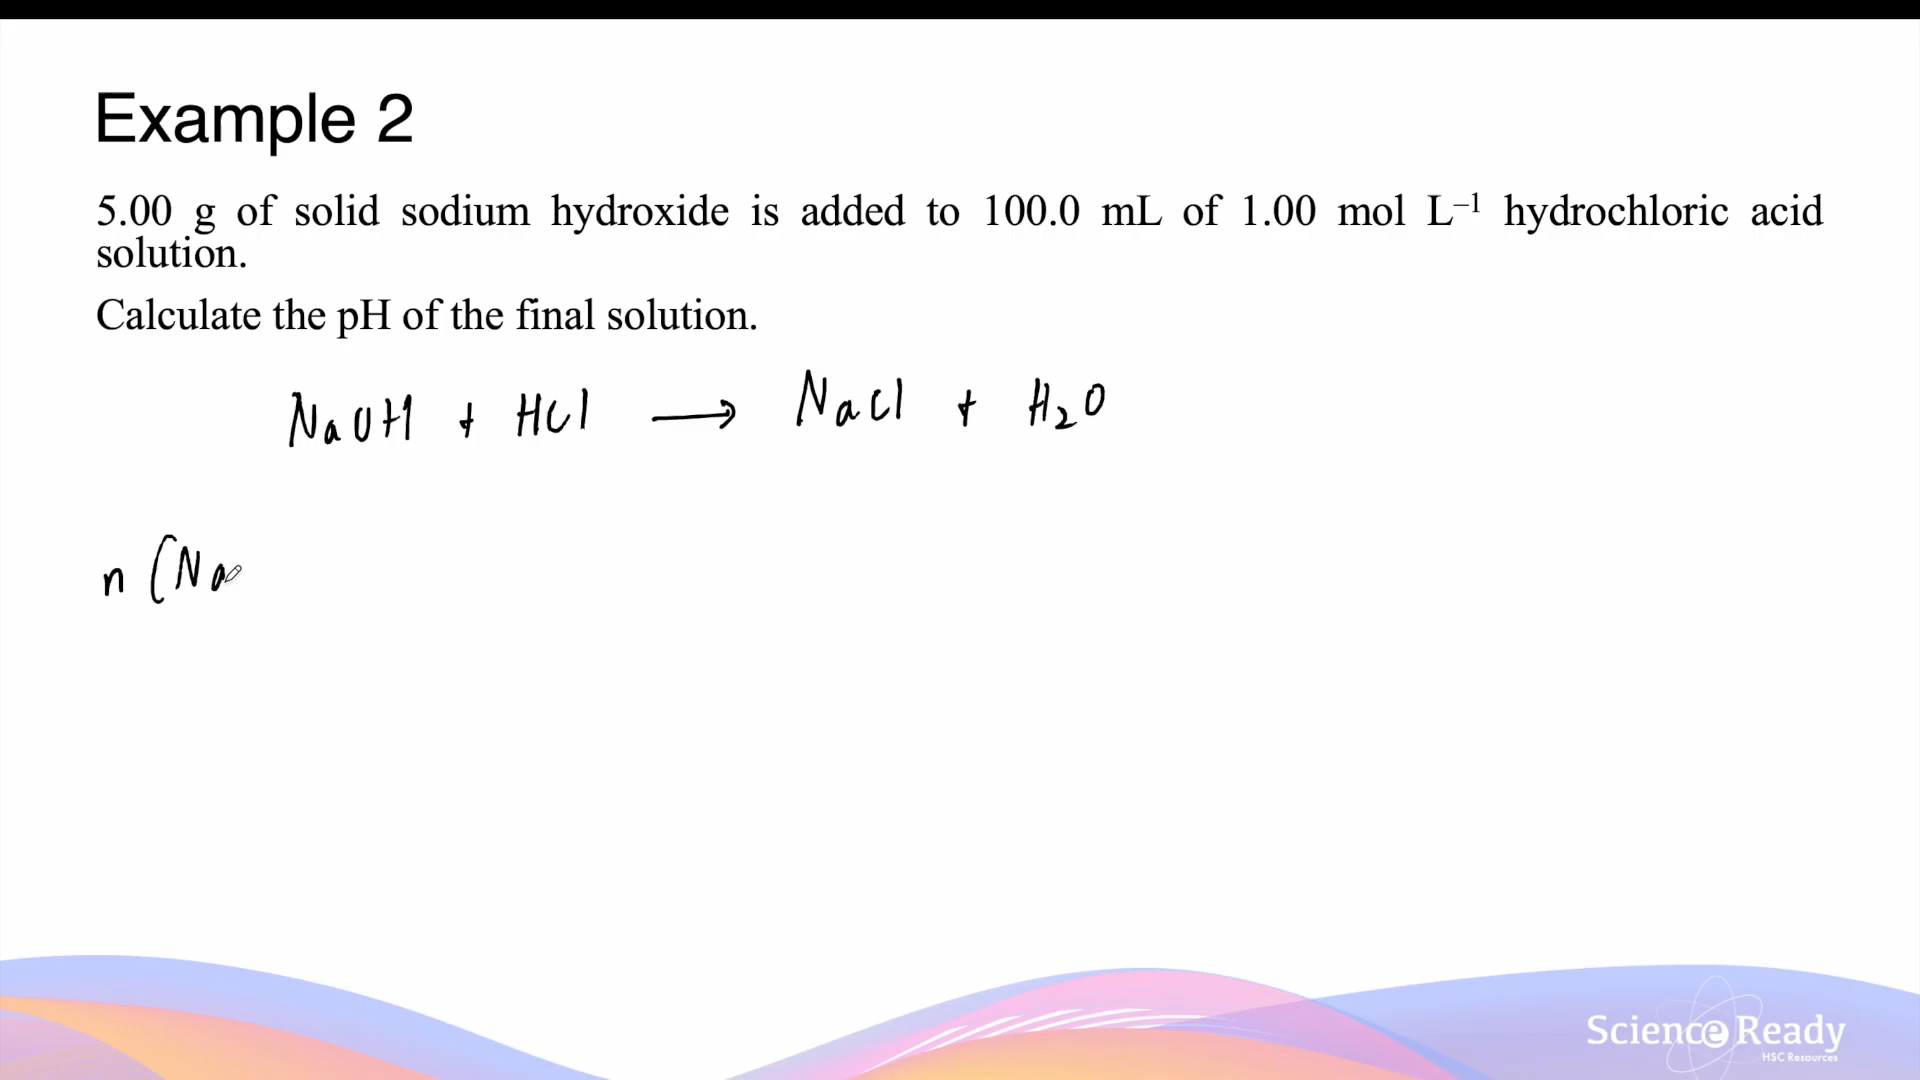 Example 2
5.00 g of solid sodium hydroxide is added to 100.0 mL of 1.00 mol L⁻¹ hydrochloric acid
solution.
Calculate the pH of the final solution.
NaOH + HCl → NaCl + H₂O
n (Na
Science Ready
HSC Resources